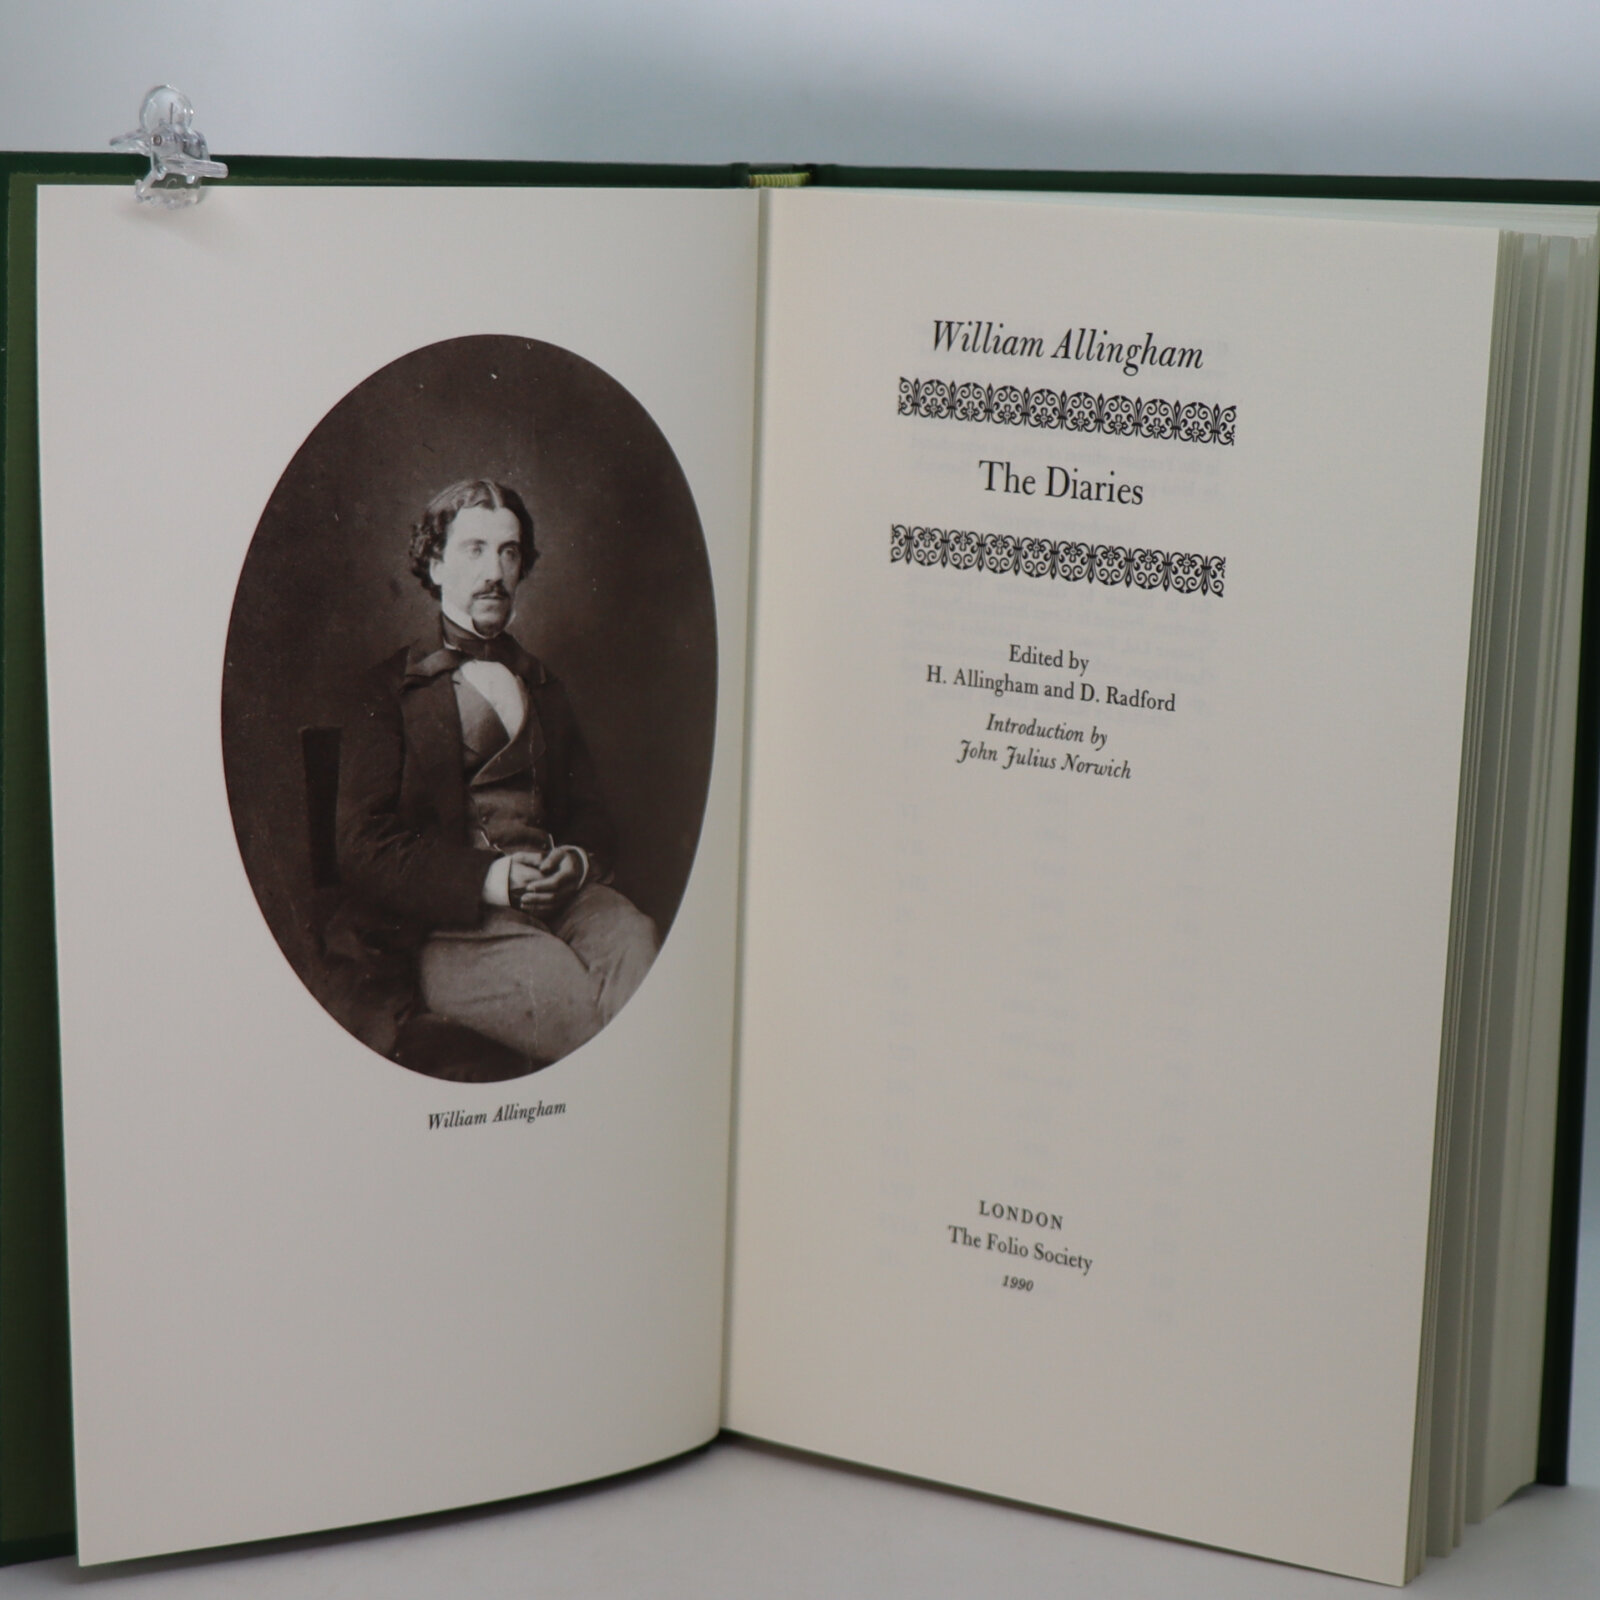 William Allingham
William Allingham
The Diaries
Edited by
H. Allingham and D. Radford
Introduction by
John Julius Norwich
LONDON
The Folio Society
1990